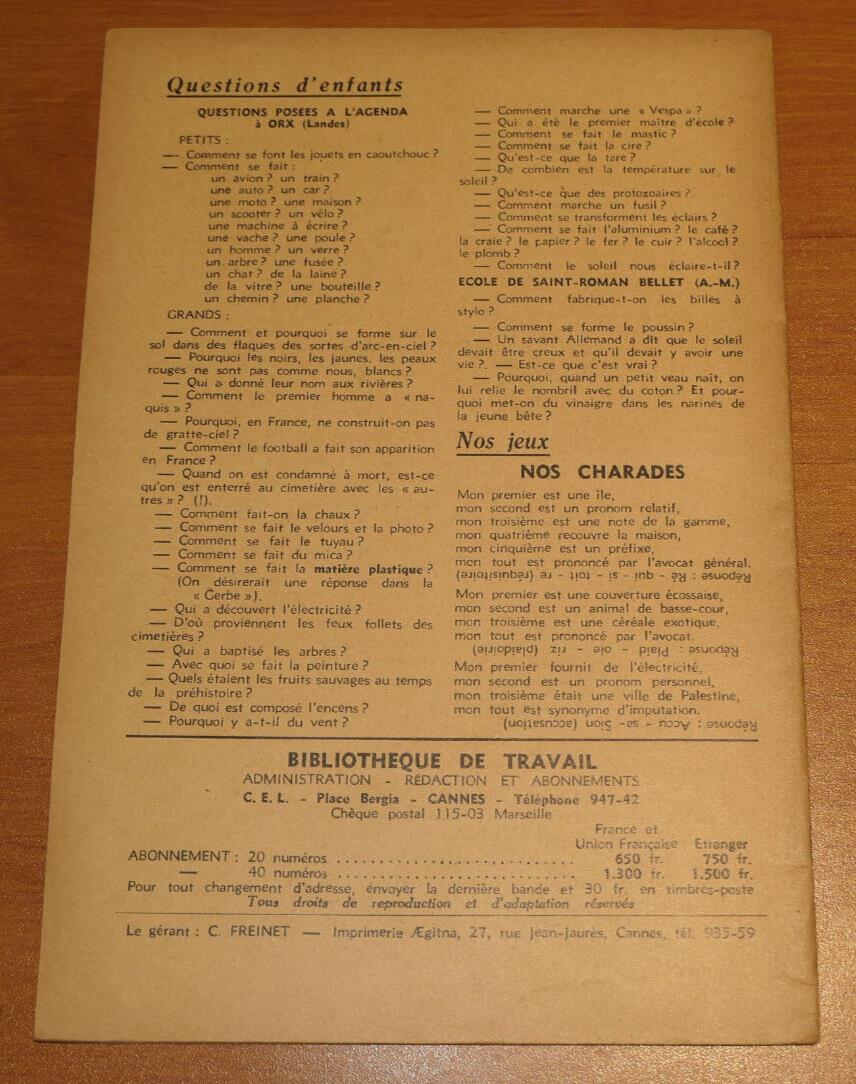 Questions d'enfants
QUESTIONS POSÉES A L'AGENDA
à ORX (Landes)
PETITS :
— Comment se font les jouets en caoutchouc ?
— Comment se fait :
un avion ? un train ?
une auto ? un car ?
une moto ? une maison ?
un scooter ? un vélo ?
une machine à écrire ?
une vache ? une poule ?
un homme ? un verre ?
un arbre ? une fusée ?
un chat ? de la laine ?
de la vitre ? une bouteille ?
un chemin ? une planche ?
GRANDS :
— Comment et pourquoi se forme sur le
sol dans des flaques des sortes d'arc-en-ciel ?
— Pourquoi les noirs, les jaunes. les peaux
rouges ne sont pas comme nous, blancs ?
— Qui a donné leur nom aux rivières ?
— Comment le premier homme a « na-
quis » ?
— Pourquoi, en France, ne construit-on pas
de gratte-ciel ?
— Comment le football a fait son apparition
en France ?
— Quand on est condamné à mort, est-ce
qu'on est enterré au cimetière avec les « au-
tres » ? (!).
— Comment fait-on la chaux ?
— Comment se fait le velours et la photo ?
— Comment se fait le tuyau ?
— Comment se fait du mica ?
— Comment se fait la matière plastique ?
(On désirerait une réponse dans la
« Gerbe »).
— Qui a découvert l'électricité ?
— D'où proviennent les feux follets des
cimetières ?
— Qui a baptisé les arbres ?
— Avec quoi se fait la peinture ?
— Quels étaient les fruits sauvages au temps
de la préhistoire ?
— De quoi est composé l'encens ?
— Pourquoi y a-t-il du vent ?
— Comment marche une « Vespa » ?
— Qui a été le premier maître d'école ?
— Comment se fait le mastic ?
— Comment se fait la cire ?
— Qu'est-ce que la tare ?
— De combien est la température sur le
soleil ?
— Qu'est-ce que des protozoaires ?
— Comment marche un fusil ?
— Comment se transforment les éclairs ?
— Comment se fait l'aluminium ? le café ?
la craie ? le papier ? le fer ? le cuir ? l'alcool ?
le plomb ?
— Comment le soleil nous éclaire-t-il ?
ECOLE DE SAINT-ROMAN BELLET (A.-M.)
— Comment fabrique-t-on les billes à
stylo ?
— Comment se forme le poussin ?
— Un savant Allemand a dit que le soleil
devait être creux et qu'il devait y avoir une
vie ?. — Est-ce que c'est vrai ?
— Pourquoi, quand un petit veau naît, on
lui relie le nombril avec du coton ? Et pour-
quoi met-on du vinaigre dans les narines de
la jeune bête ?
Nos jeux
NOS CHARADES
Mon premier est une île,
mon second est un pronom relatif,
mon troisième est une note de la gamme,
mon quatrième recouvre la maison,
mon cinquième est un préfixe,
mon tout est prononcé par l'avocat général.
Réponse : Ré - qui - si - toit - re (réquisitoire)
Mon premier est une couverture écossaise,
mon second est un animal de basse-cour,
mon troisième est une céréale exotique,
mon tout est prononcé par l'avocat.
Réponse : Plaid - oie - riz (plaidoirie)
Mon premier fournit de l'électricité,
mon second est un pronom personnel,
mon troisième était une ville de Palestine,
mon tout est synonyme d'imputation.
Réponse : Accu - se - Sion (accusation)
BIBLIOTHEQUE DE TRAVAIL
ADMINISTRATION - RÉDACTION ET ABONNEMENTS
C. E. L. - Place Bergia - CANNES - Téléphone 947-42
Chèque postal 115-03 Marseille
France et
Union Française Etranger
ABONNEMENT : 20 numéros ............................ 650 fr. 750 fr.
— 40 numéros ............................ 1.300 fr. 1.500 fr.
Pour tout changement d'adresse, envoyer la dernière bande et 30 fr. en timbres-poste
Tous droits de reproduction et d'adaptation réservés
Le gérant : C. FREINET — Imprimerie Ægitna, 27, rue Jean-Jaurès, Cannes, tél. 935-59